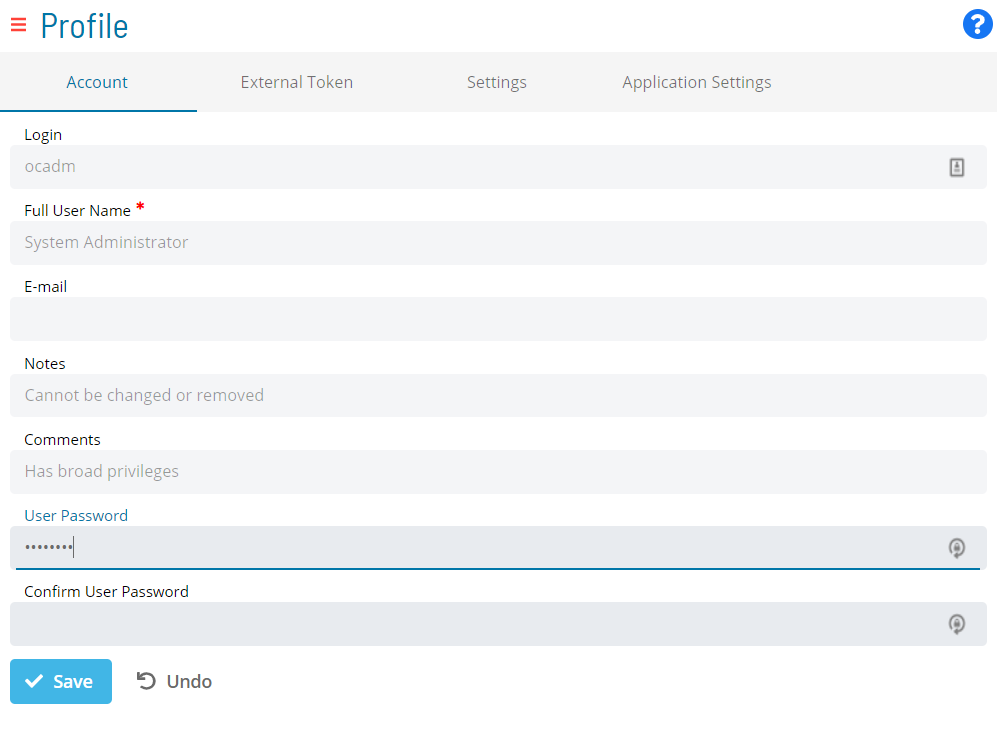 Profile
?
Account External Token Settings Application Settings
Login
ocadm
Full User Name *
System Administrator
E-mail
Notes
Cannot be changed or removed
Comments
Has broad privileges
User Password
••••••••
Confirm User Password
Save Undo